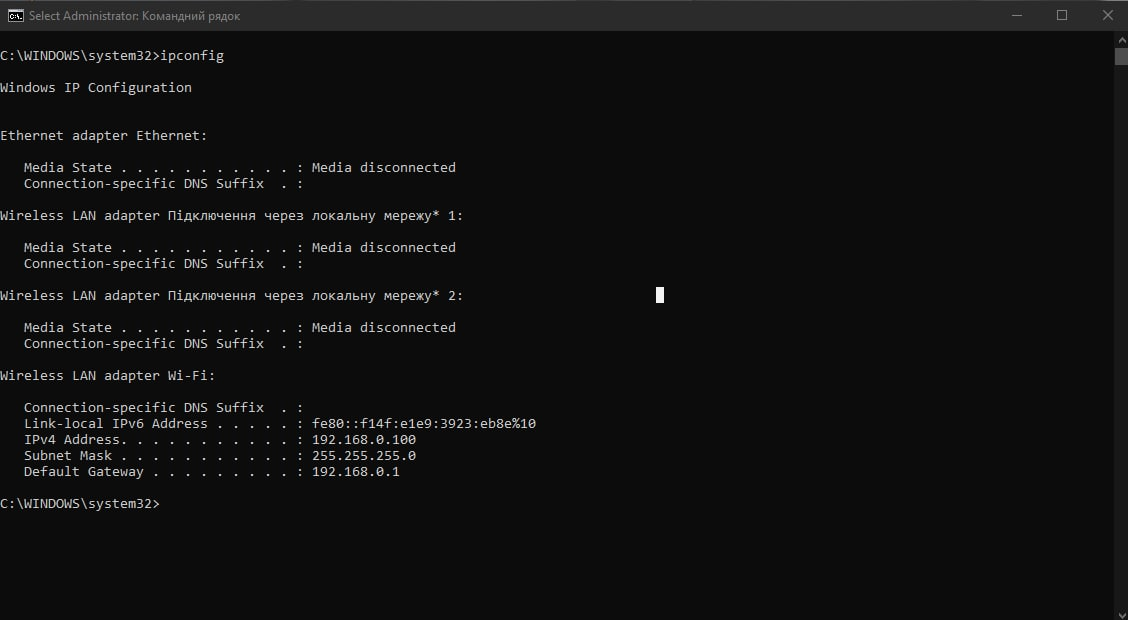 Select Administrator: Командний рядок
C:\WINDOWS\system32>ipconfig
Windows IP Configuration
Ethernet adapter Ethernet:
   Media State . . . . . . . . . . . : Media disconnected
   Connection-specific DNS Suffix  . :
Wireless LAN adapter Підключення через локальну мережу* 1:
   Media State . . . . . . . . . . . : Media disconnected
   Connection-specific DNS Suffix  . :
Wireless LAN adapter Підключення через локальну мережу* 2:
   Media State . . . . . . . . . . . : Media disconnected
   Connection-specific DNS Suffix  . :
Wireless LAN adapter Wi-Fi:
   Connection-specific DNS Suffix  . :
   Link-local IPv6 Address . . . . . : fe80::f14f:e1e9:3923:eb8e%10
   IPv4 Address. . . . . . . . . . . : 192.168.0.100
   Subnet Mask . . . . . . . . . . . : 255.255.255.0
   Default Gateway . . . . . . . . . : 192.168.0.1
C:\WINDOWS\system32>